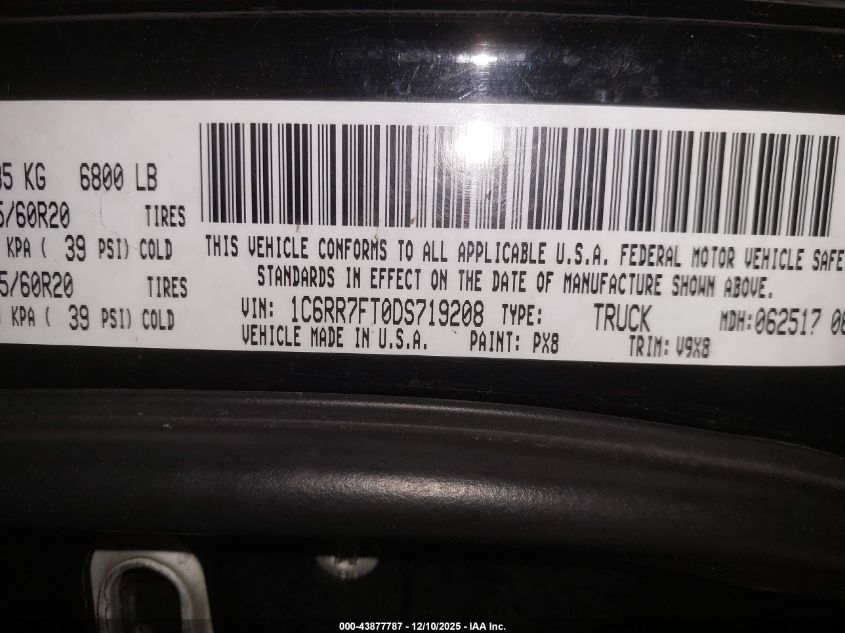 85 KG 6800 LB
5/60R20 TIRES
KPA ( 39 PSI) COLD
5/60R20 TIRES
KPA ( 39 PSI) COLD
THIS VEHICLE CONFORMS TO ALL APPLICABLE U.S.A. FEDERAL MOTOR VEHICLE SAFE
STANDARDS IN EFFECT ON THE DATE OF MANUFACTURE SHOWN ABOVE.
VIN: 1C6RR7FT0DS719208 TYPE: TRUCK MDH:062517 06
VEHICLE MADE IN U.S.A. PAINT: PX8 TRIM: V9X8
000-43877787 - 12/10/2025 - IAA Inc.